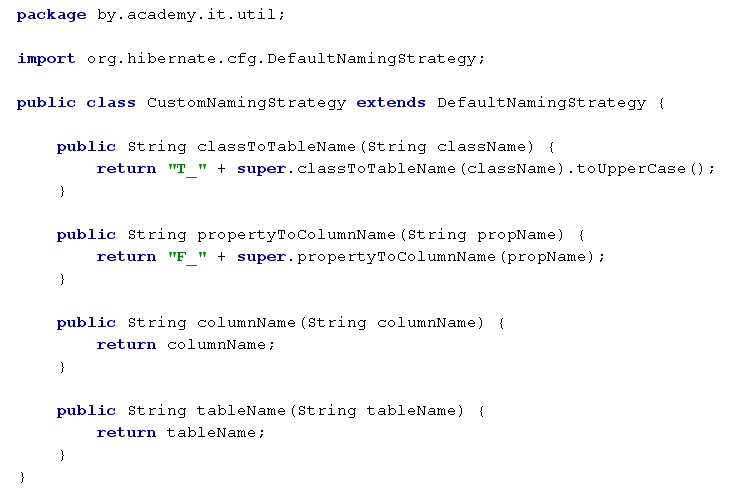 package by.academy.it.util;
import org.hibernate.cfg.DefaultNamingStrategy;
public class CustomNamingStrategy extends DefaultNamingStrategy {
    public String classToTableName(String className) {
        return "T_" + super.classToTableName(className).toUpperCase();
    }
    public String propertyToColumnName(String propName) {
        return "F_" + super.propertyToColumnName(propName);
    }
    public String columnName(String columnName) {
        return columnName;
    }
    public String tableName(String tableName) {
        return tableName;
    }
}